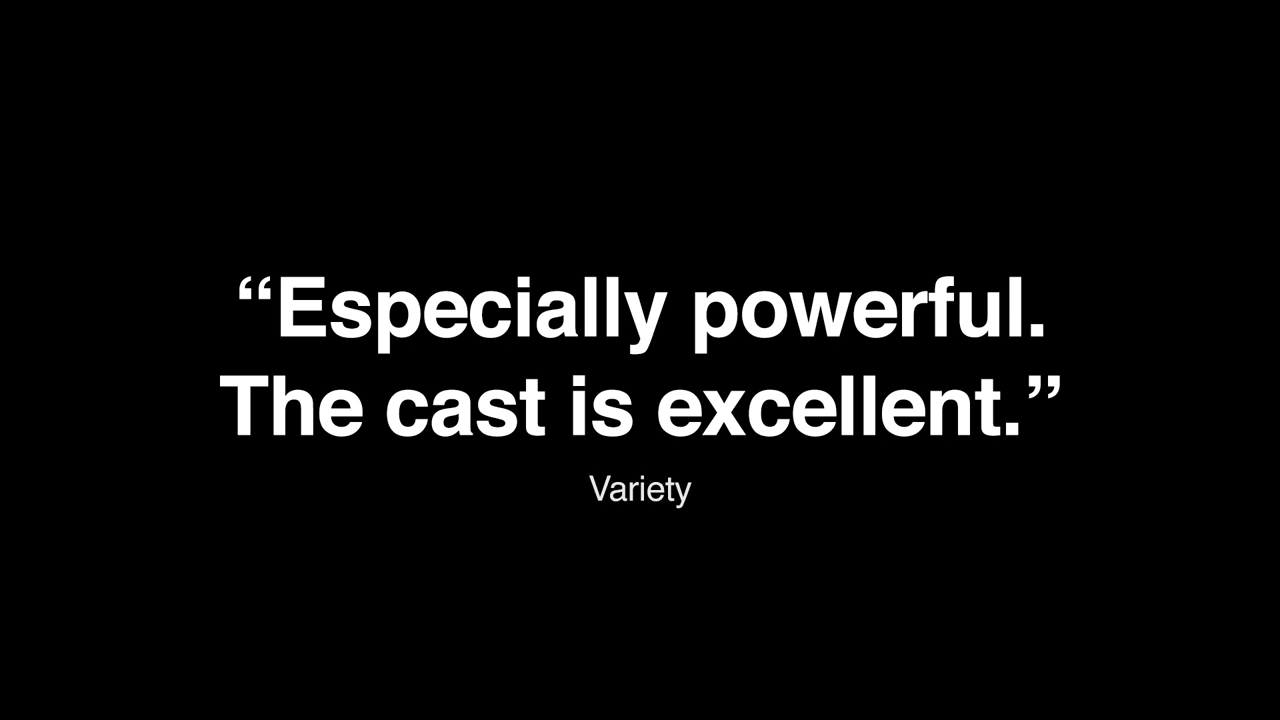 “Especially powerful.
The cast is excellent.”
Variety